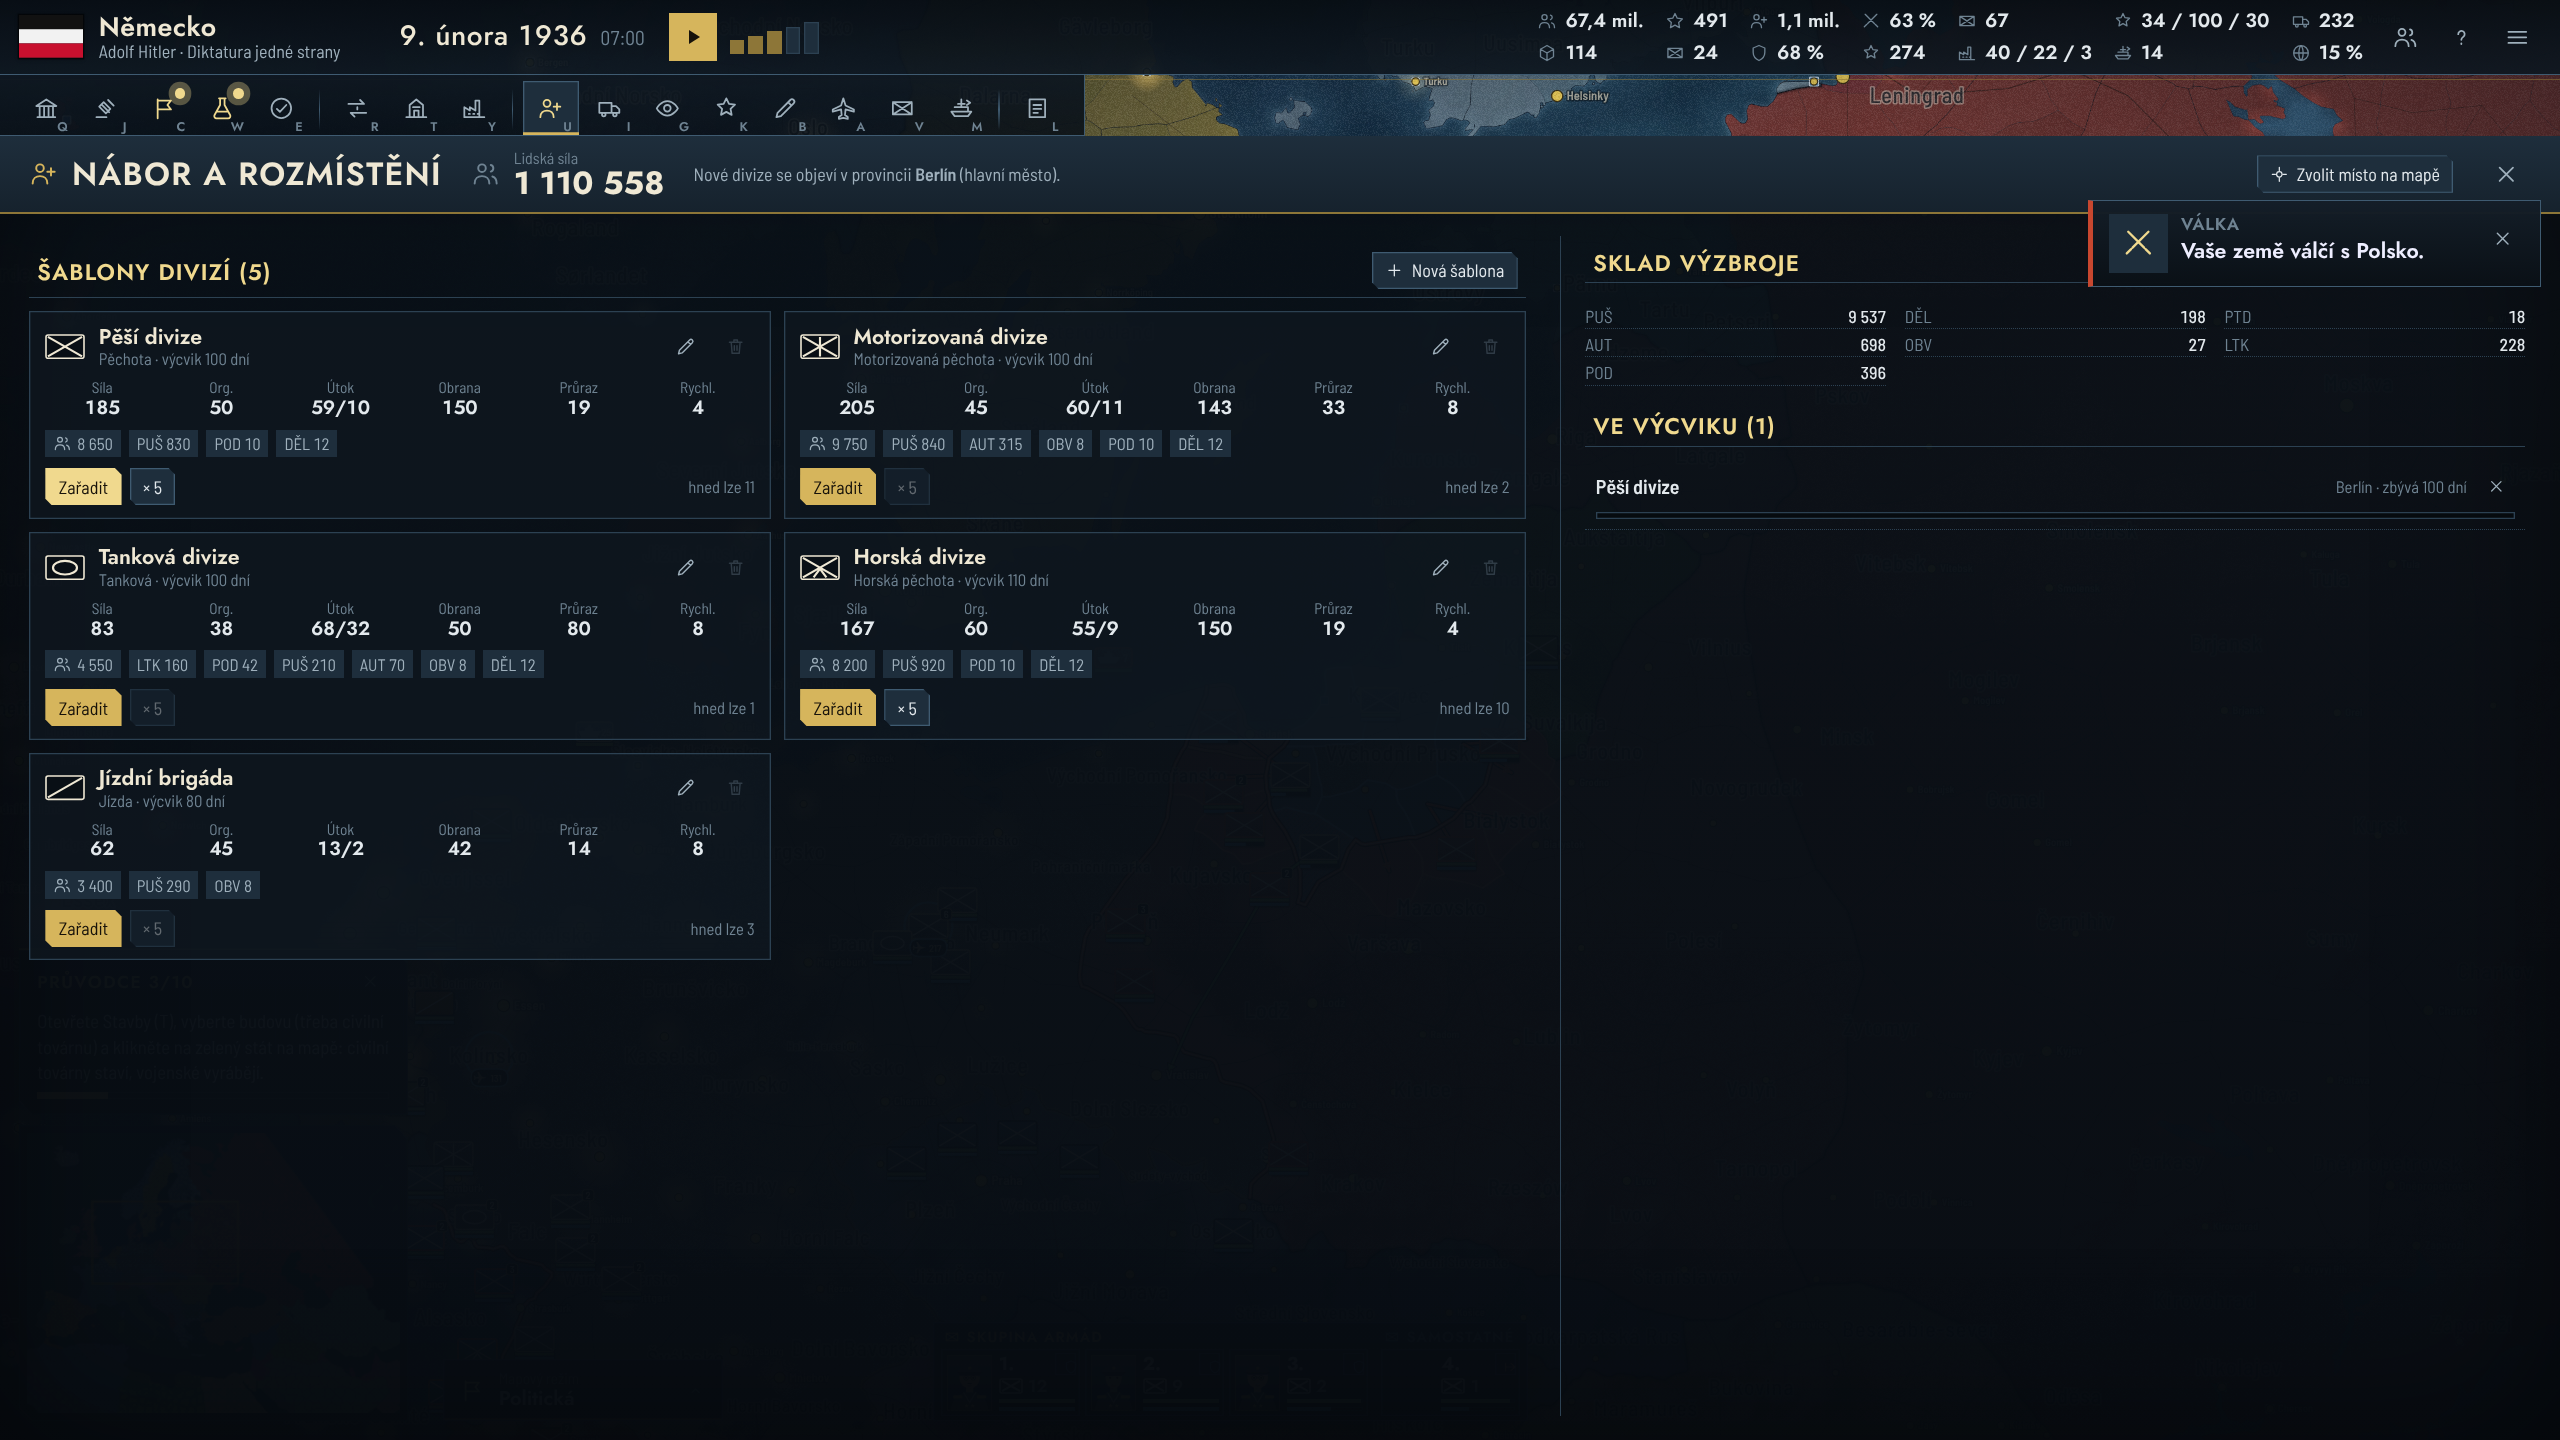 Německo
Adolf Hitler · Diktatura jedné strany
9. února 1936 07:00
67,4 mil. 491 1,1 mil. 63 % 67 34 / 100 / 30 232
114 24 68 % 274 40 / 22 / 3 14 15 %
?
Q J C W E R T Y U I G K B A V M L
Turku
Helsinky
Leningrad
NÁBOR A ROZMÍSTĚNÍ
Lidská síla
1 110 558
Nové divize se objeví v provincii Berlín (hlavní město).
Zvolit místo na mapě
VÁLKA
Vaše země válčí s Polsko.
ŠABLONY DIVIZÍ (5)
+ Nová šablona
Pěší divize
Pěchota · výcvik 100 dní
Síla Org. Útok Obrana Průraz Rychl.
185 50 59/10 150 19 4
8 650 PUŠ 830 POD 10 DĚL 12
Zařadit × 5 hned lze 11
Motorizovaná divize
Motorizovaná pěchota · výcvik 100 dní
Síla Org. Útok Obrana Průraz Rychl.
205 45 60/11 143 33 8
9 750 PUŠ 840 AUT 315 OBV 8 POD 10 DĚL 12
Zařadit × 5 hned lze 2
Tanková divize
Tanková · výcvik 100 dní
Síla Org. Útok Obrana Průraz Rychl.
83 38 68/32 50 80 8
4 550 LTK 160 POD 42 PUŠ 210 AUT 70 OBV 8 DĚL 12
Zařadit × 5 hned lze 1
Horská divize
Horská pěchota · výcvik 110 dní
Síla Org. Útok Obrana Průraz Rychl.
167 60 55/9 150 19 4
8 200 PUŠ 920 POD 10 DĚL 12
Zařadit × 5 hned lze 10
Jízdní brigáda
Jízda · výcvik 80 dní
Síla Org. Útok Obrana Průraz Rychl.
62 45 13/2 42 14 8
3 400 PUŠ 290 OBV 8
Zařadit × 5 hned lze 3
SKLAD VÝZBROJE
PUŠ 9 537 DĚL 198 PTD 18
AUT 698 OBV 27 LTK 228
POD 396
VE VÝCVIKU (1)
Pěší divize Berlín · zbývá 100 dní
PRŮVODCE 3/10
Politická